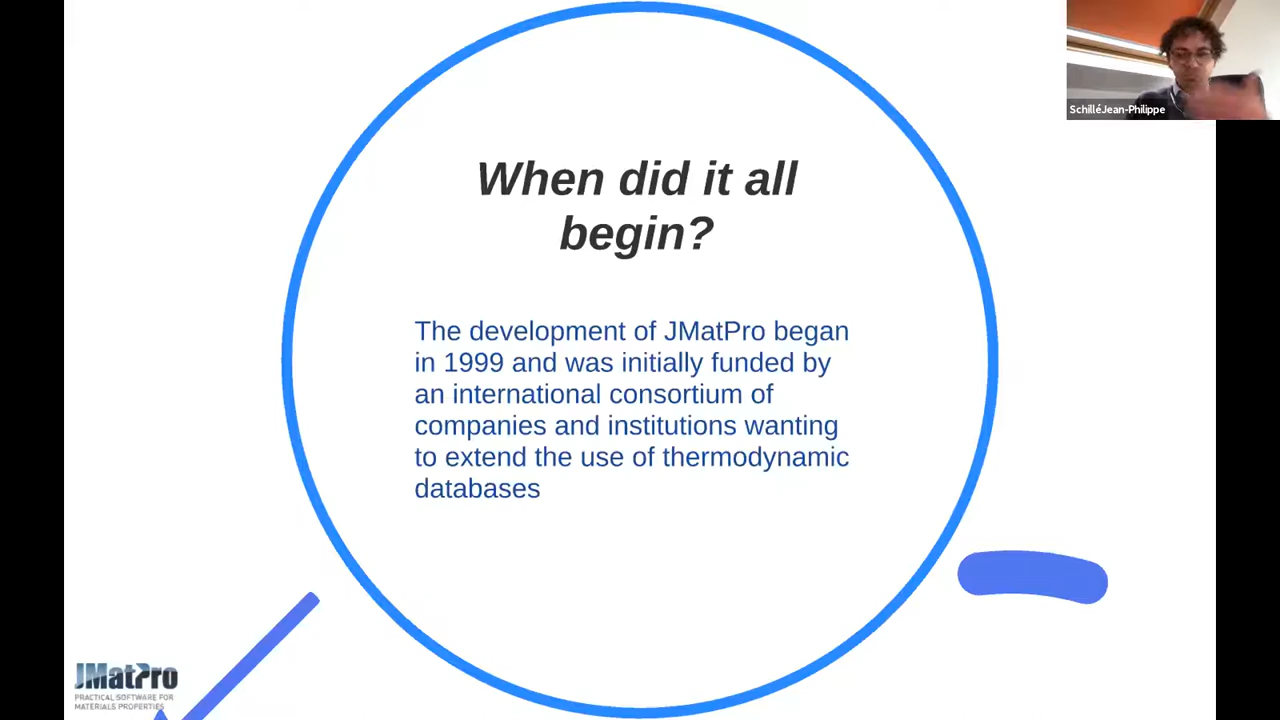 SchilléJean-Philippe
When did it all
begin?
The development of JMatPro began
in 1999 and was initially funded by
an international consortium of
companies and institutions wanting
to extend the use of thermodynamic
databases
JMatPro
PRACTICAL SOFTWARE FOR
MATERIALS PROPERTIES